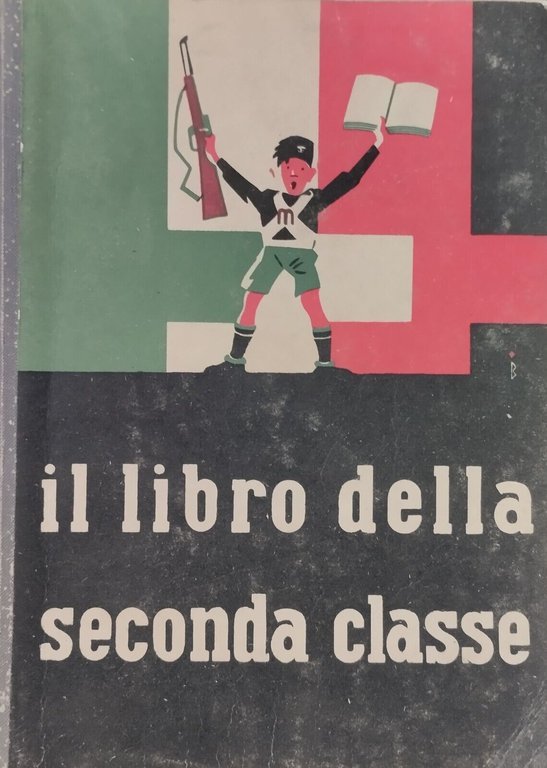 m
B
il libro della
seconda classe